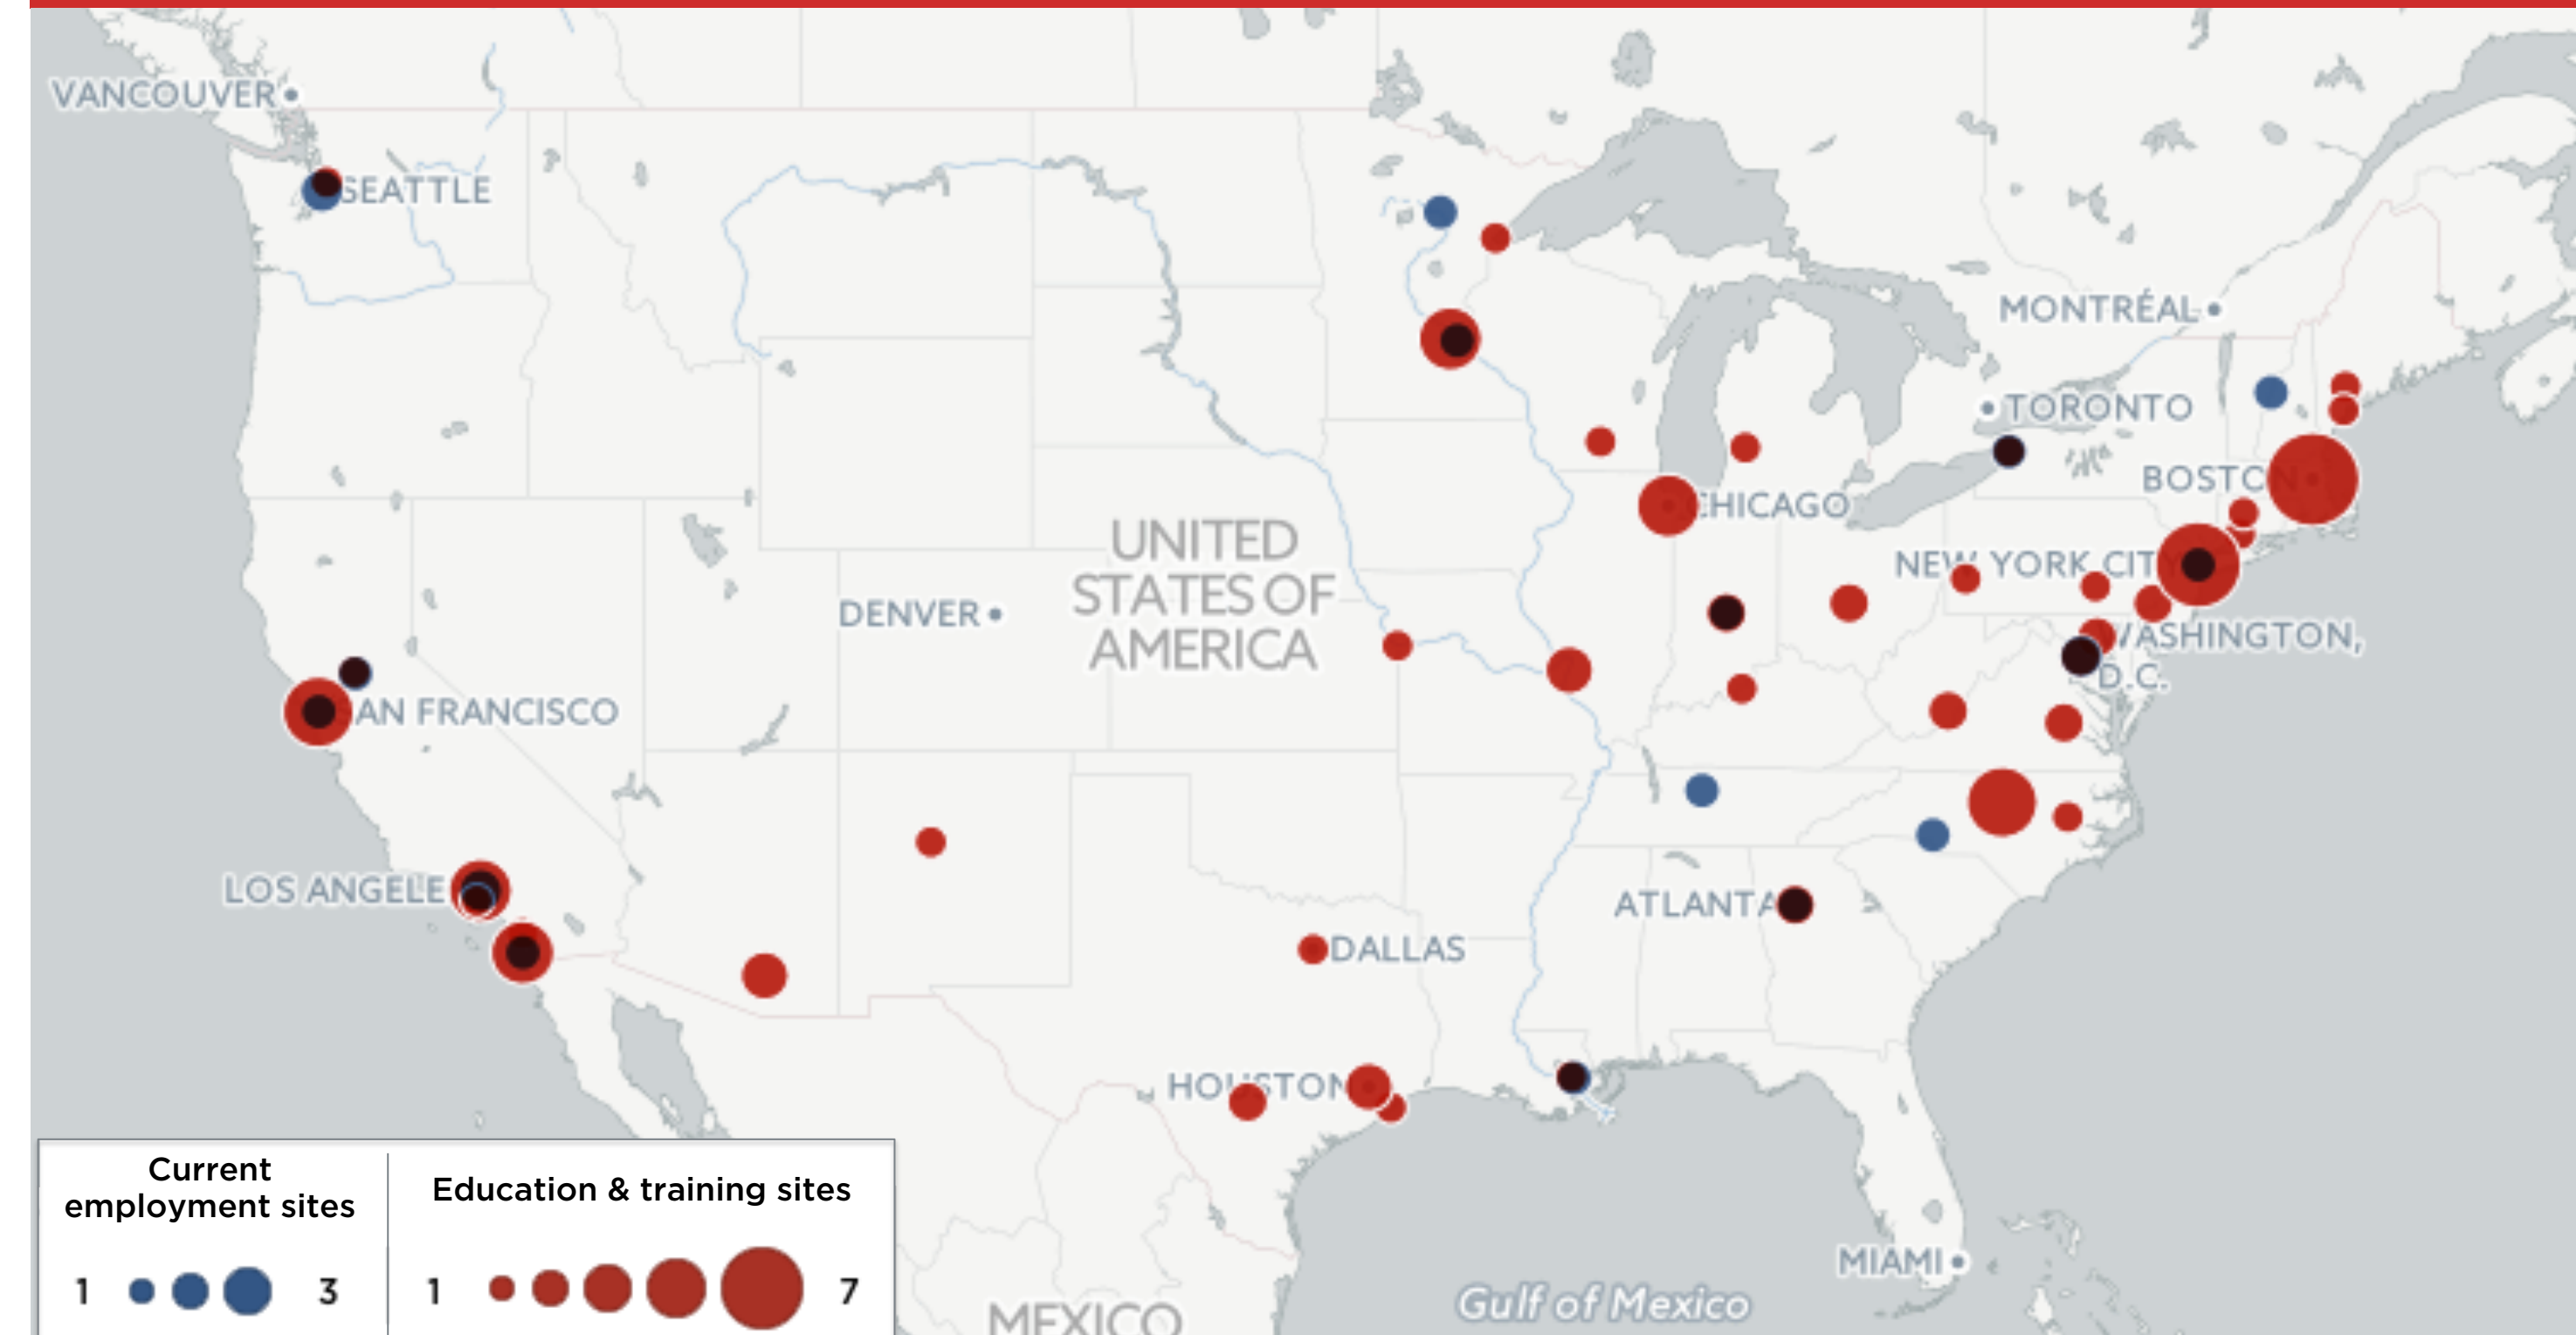 VANCOUVER
SEATTLE
MONTRÉAL
TORONTO
BOSTON
CHICAGO
UNITED
STATES OF
AMERICA
NEW YORK CIT
DENVER
WASHINGTON,
D.C.
AN FRANCISCO
LOS ANGELE
ATLANTA
DALLAS
HOUSTON
Current
employment sites
Education & training sites
1
3
1
7
MIAMI
Gulf of Mexico
MEXICO